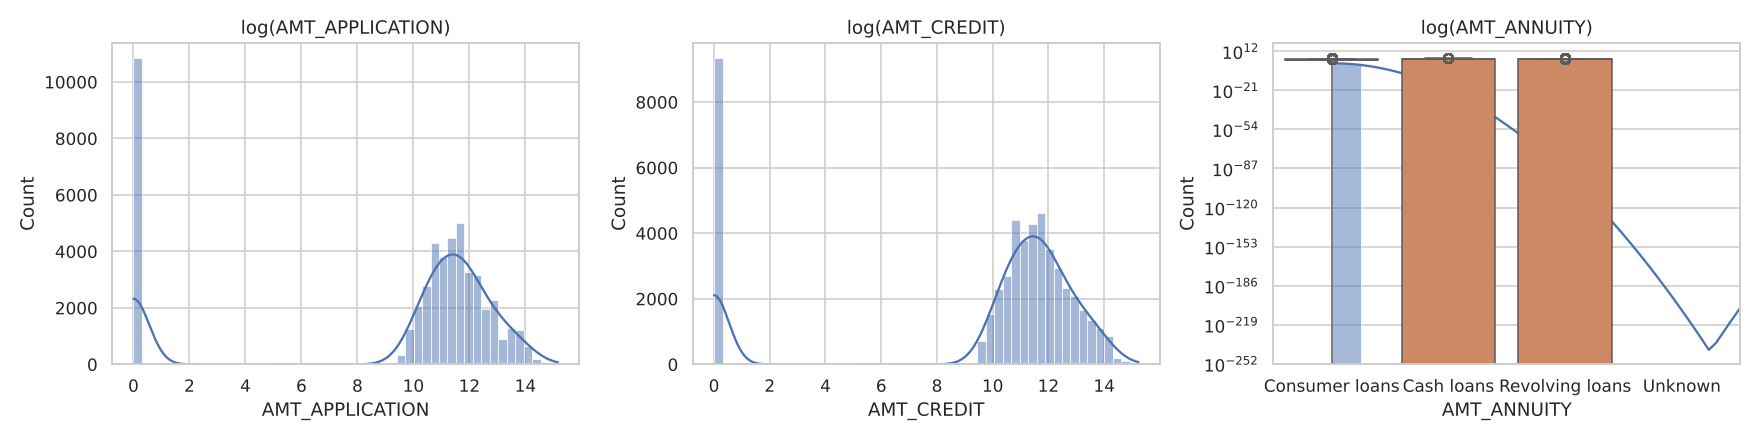 log(AMT_APPLICATION)
10000
8000
6000
4000
2000
0
Count
0 2 4 6 8 10 12 14
AMT_APPLICATION
log(AMT_CREDIT)
8000
6000
4000
2000
0
Count
0 2 4 6 8 10 12 14
AMT_CREDIT
log(AMT_ANNUITY)
10^12
10^−21
10^−54
10^−87
10^−120
10^−153
10^−186
10^−219
10^−252
Count
Consumer loans Cash loans Revolving loans Unknown
AMT_ANNUITY